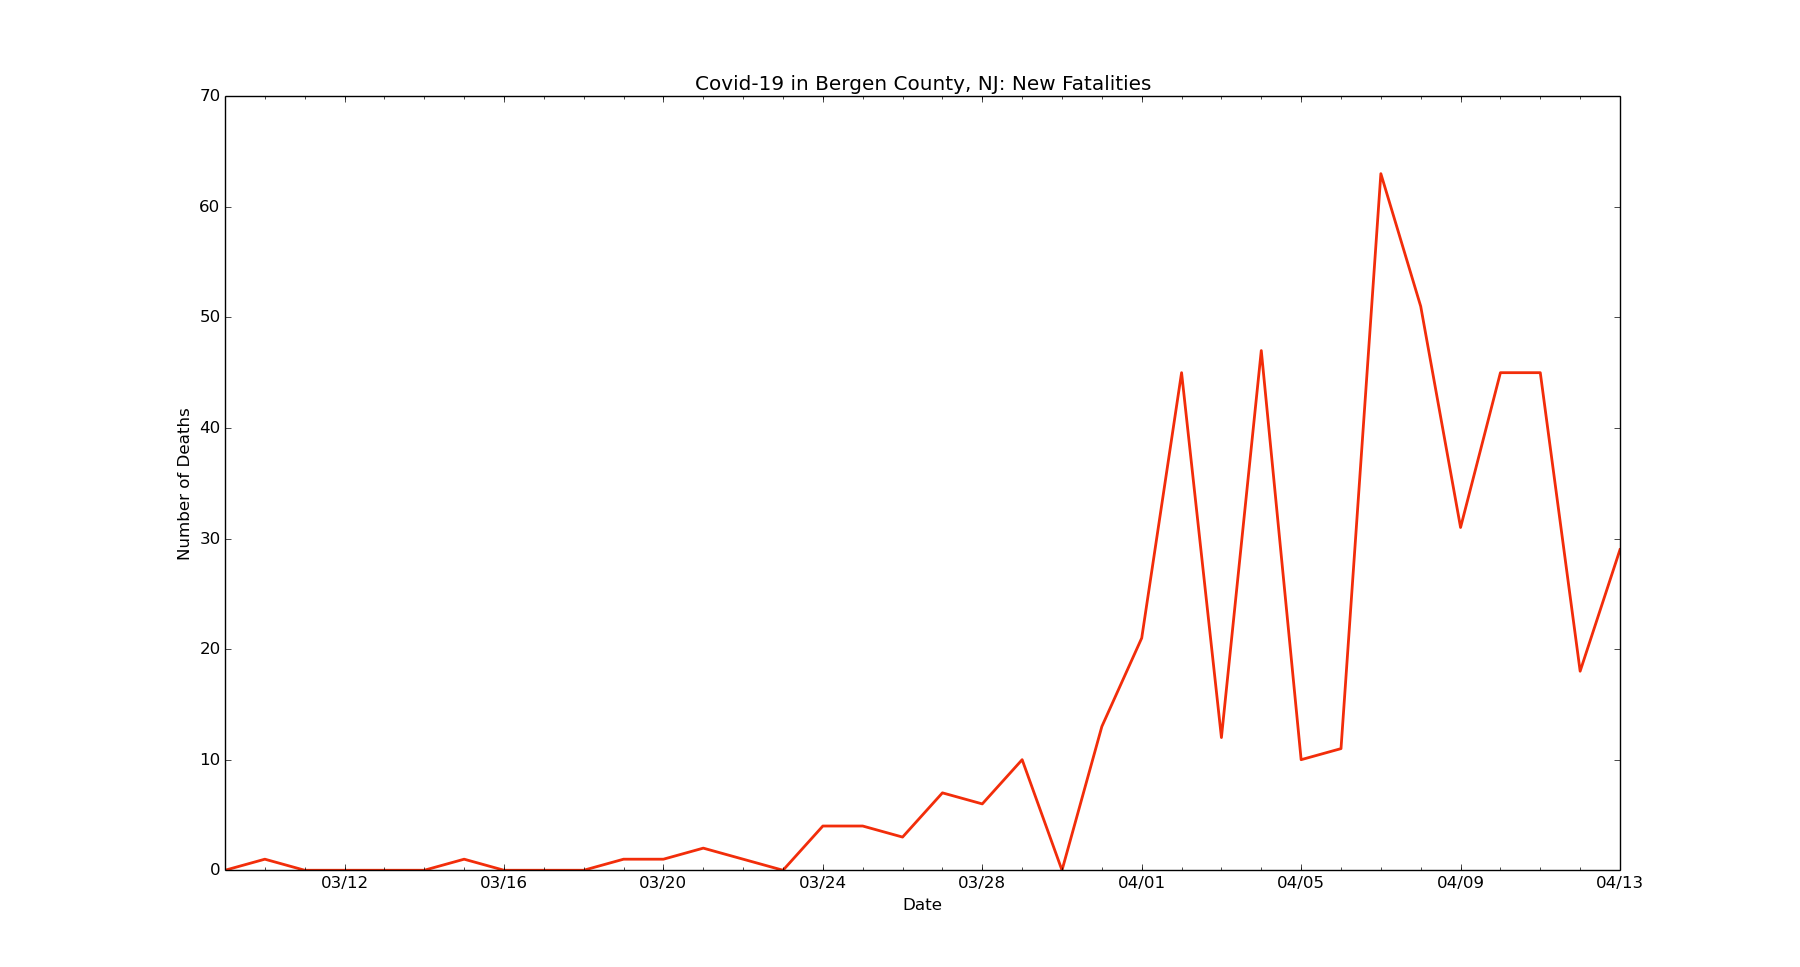 Covid-19 in Bergen County, NJ: New Fatalities
70
60
50
40
30
20
10
0
Number of Deaths
03/12 03/16 03/20 03/24 03/28 04/01 04/05 04/09 04/13
Date